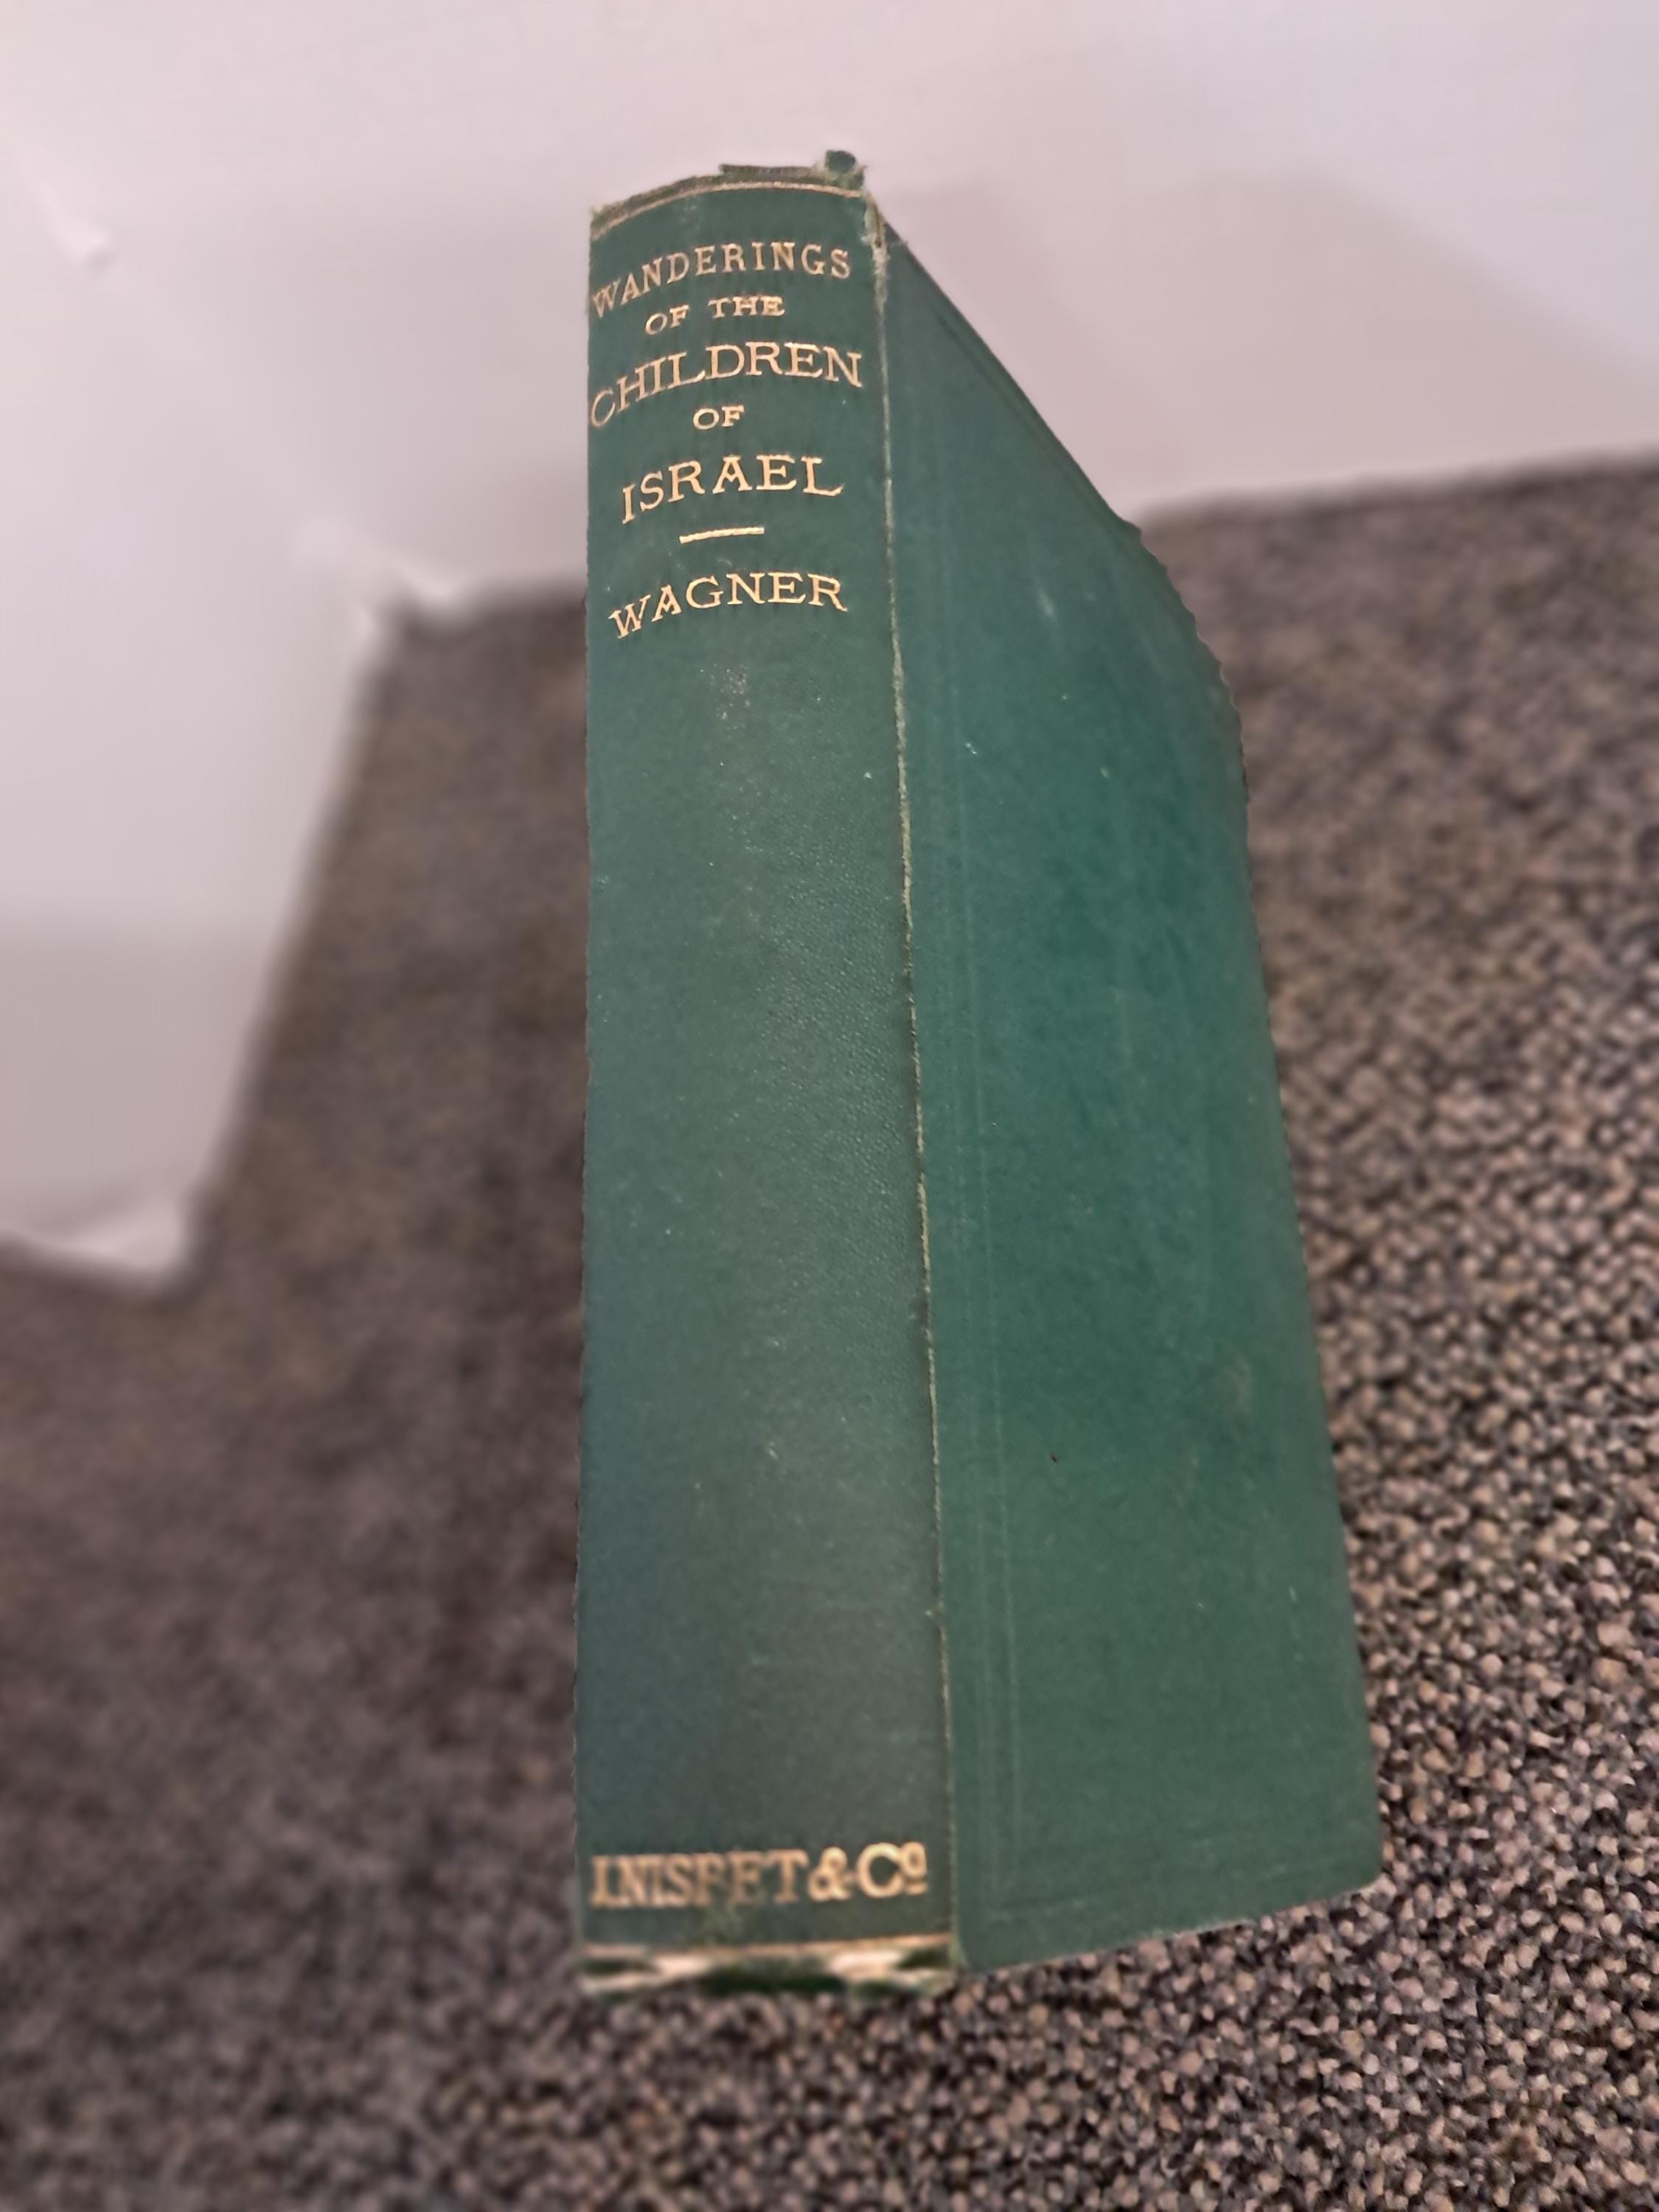 WANDERINGS
OF THE
CHILDREN
OF
ISRAEL
WAGNER
J.NISBET & Cº